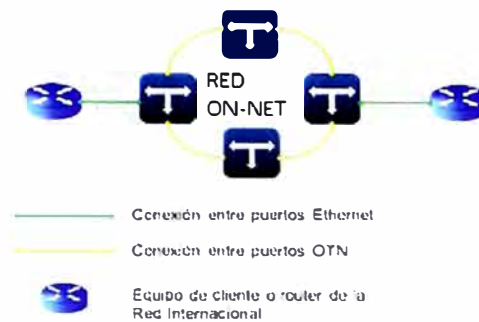 RED
ON-NET
Conexión entre puertos Ethernet
Conexión entre puertos OTN
Equipo de cliente o router de la
Red Internacional